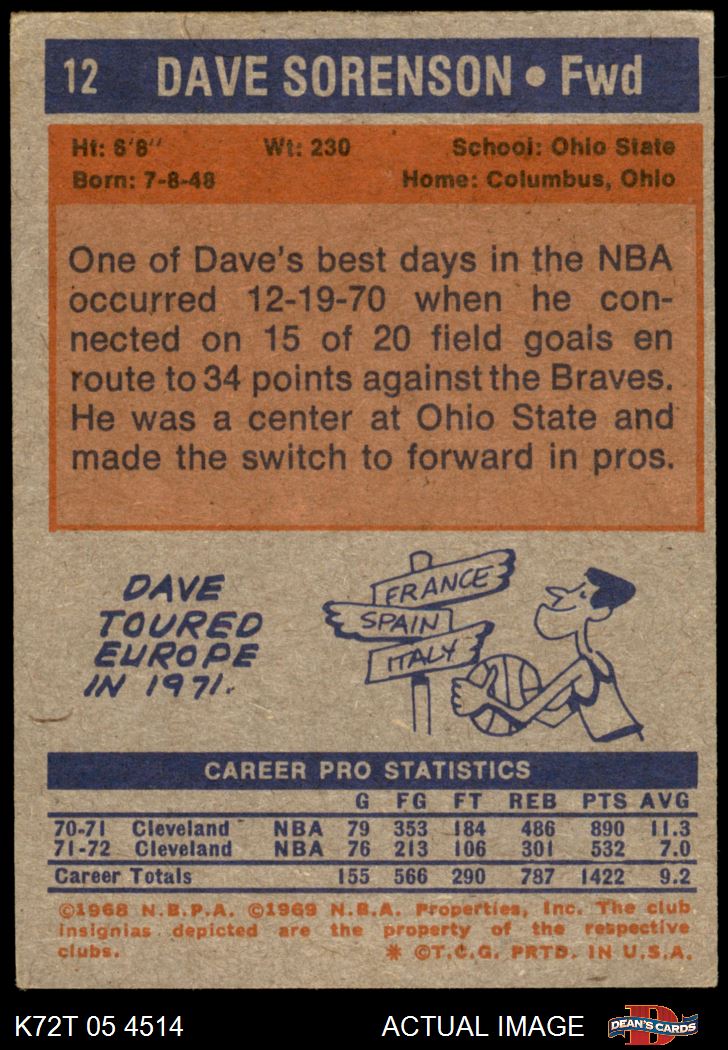 12 DAVE SORENSON • Fwd
Ht: 6'8" Wt: 230 School: Ohio State
Born: 7-8-48 Home: Columbus, Ohio
One of Dave's best days in the NBA
occurred 12-19-70 when he con-
nected on 15 of 20 field goals en
route to 34 points against the Braves.
He was a center at Ohio State and
made the switch to forward in pros.
DAVE
TOURED
EUROPE
IN 1971.
FRANCE
SPAIN
ITALY
CAREER PRO STATISTICS
G FG FT REB PTS AVG
70-71 Cleveland NBA 79 353 184 486 890 11.3
71-72 Cleveland NBA 76 213 106 301 532 7.0
Career Totals 155 566 290 787 1422 9.2
©1968 N.B.P.A. ©1969 N.B.A. Properties, Inc. The club
insignias depicted are the property of the respective
clubs. * ©T.C.G. PRTD. IN U.S.A.
K72T 05 4514 ACTUAL IMAGE DEAN'S CARDS